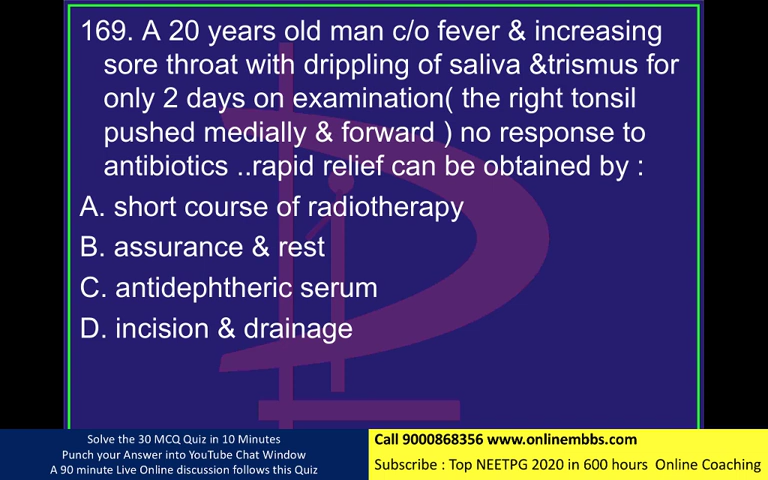 169. A 20 years old man c/o fever & increasing
sore throat with drippling of saliva &trismus for
only 2 days on examination( the right tonsil
pushed medially & forward ) no response to
antibiotics ..rapid relief can be obtained by :
A. short course of radiotherapy
B. assurance & rest
C. antidephtheric serum
D. incision & drainage
Solve the 30 MCQ Quiz in 10 Minutes
Punch your Answer into YouTube Chat Window
A 90 minute Live Online discussion follows this Quiz
Call 9000868356 www.onlinembbs.com
Subscribe : Top NEETPG 2020 in 600 hours Online Coaching